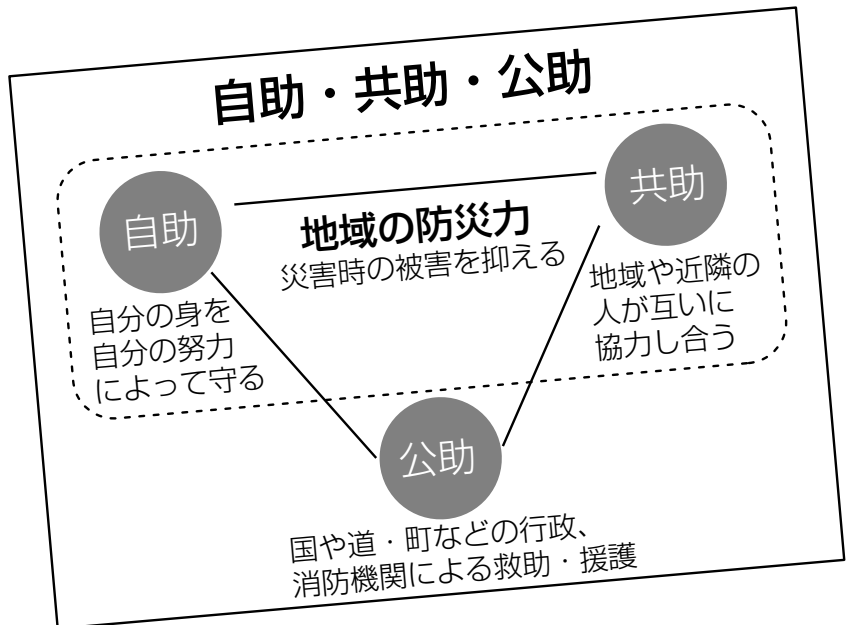 自助・共助・公助
自助
共助
地域の防災力
災害時の被害を抑える
自分の身を
自分の努力
によって守る
地域や近隣の
人が互いに
協力し合う
公助
国や道・町などの行政、
消防機関による救助・援護